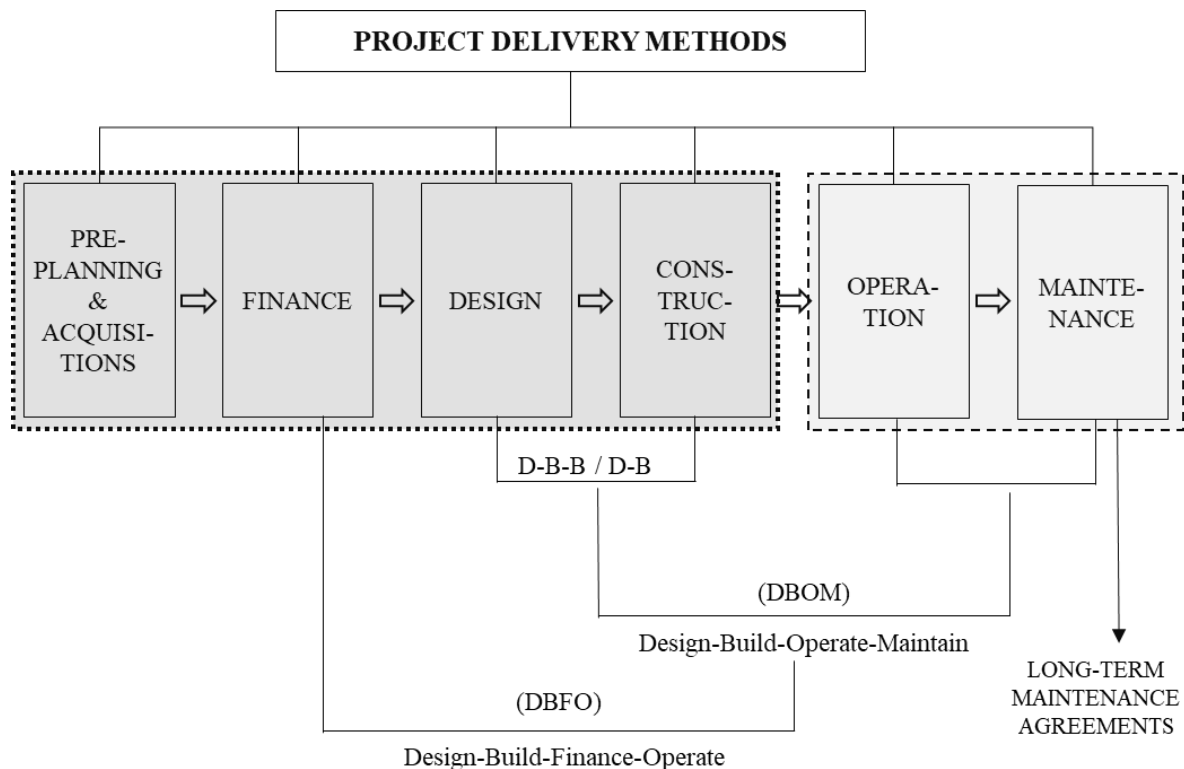 PROJECT DELIVERY METHODS
PRE-
PLANNING
&
ACQUISI-
TIONS
FINANCE
DESIGN
CONS-
TRUC-
TION
OPERA-
TION
MAINTE-
NANCE
D-B-B / D-B
(DBOM)
Design-Build-Operate-Maintain
(DBFO)
Design-Build-Finance-Operate
LONG-TERM
MAINTENANCE
AGREEMENTS